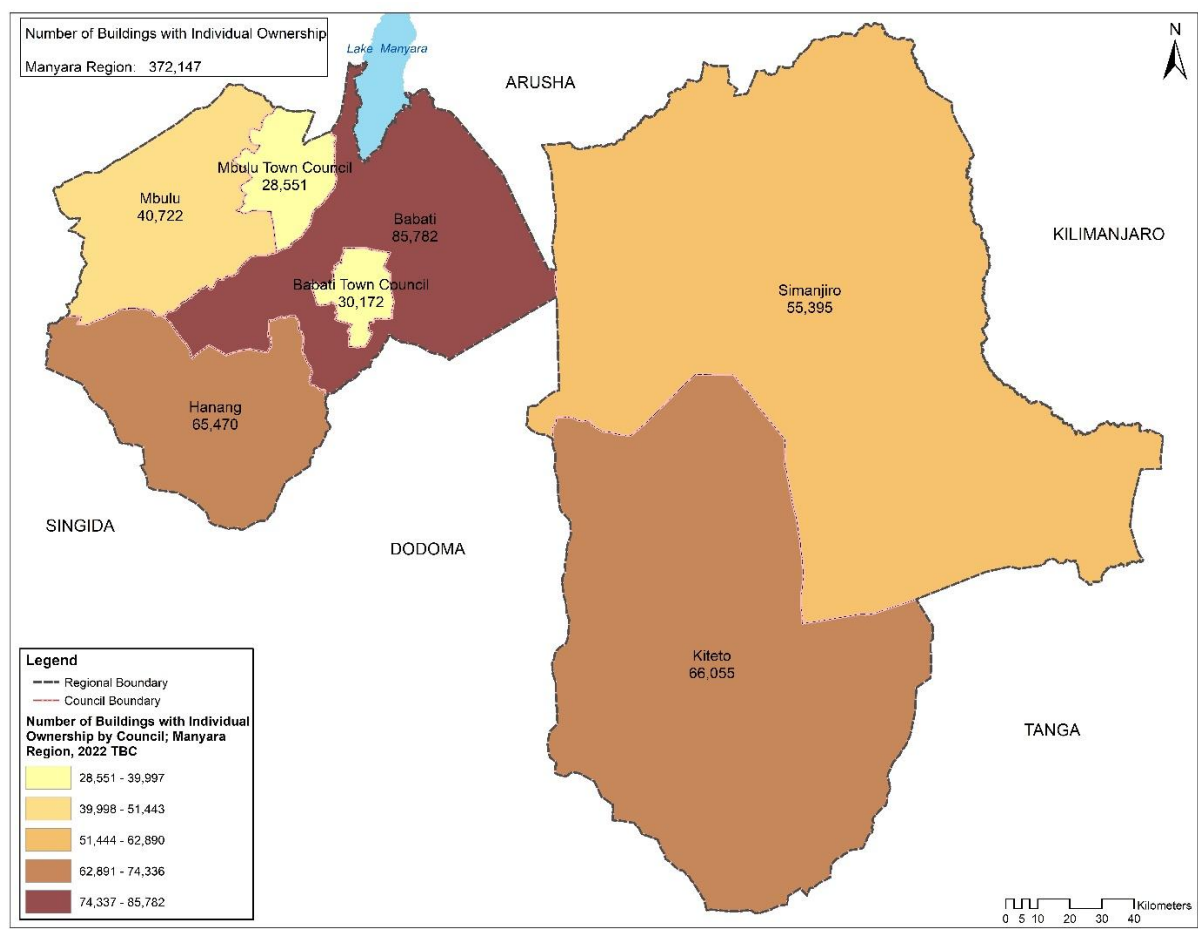 Number of Buildings with Individual Ownership
Manyara Region: 372,147
Lake Manyara
ARUSHA
N
Mbulu Town Council
28,551
Mbulu
40,722
Babati
85,782
KILIMANJARO
Babati Town Council
30,172
Simanjiro
55,395
Hanang
65,470
SINGIDA
DODOMA
Kiteto
66,055
TANGA
Legend
Regional Boundary
Council Boundary
Number of Buildings with Individual
Ownership by Council; Manyara
Region, 2022 TBC
28,551 - 39,997
39,998 - 51,443
51,444 - 62,890
62,891 - 74,336
74,337 - 85,782
Kilometers
0 5 10 20 30 40